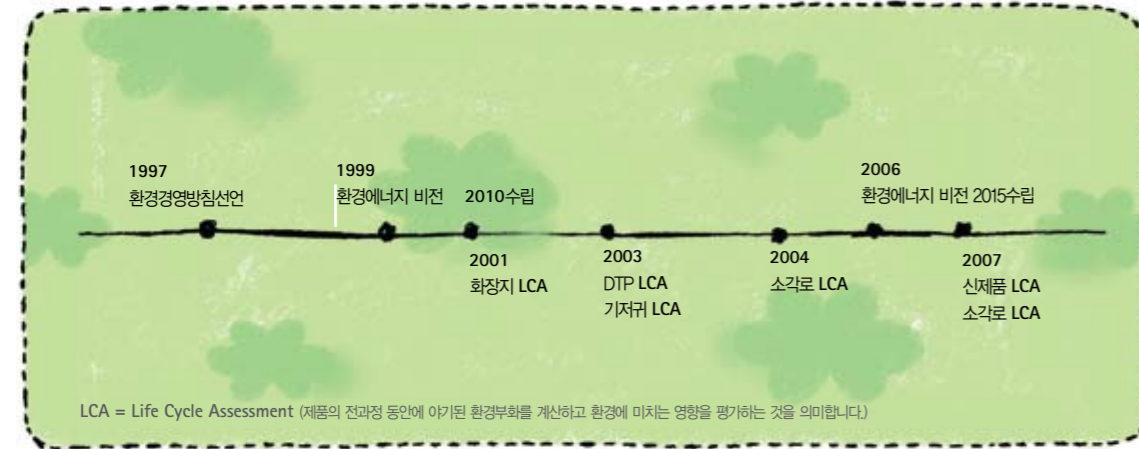 1997
환경경영방침선언
1999
환경에너지 비전 2010수립
2001
화장지 LCA
2003
DTP LCA
기저귀 LCA
2004
소각로 LCA
2006
환경에너지 비전 2015수립
2007
신제품 LCA
소각로 LCA
LCA = Life Cycle Assessment (제품의 전과정 동안에 야기된 환경부화를 계산하고 환경에 미치는 영향을 평가하는 것을 의미합니다.)